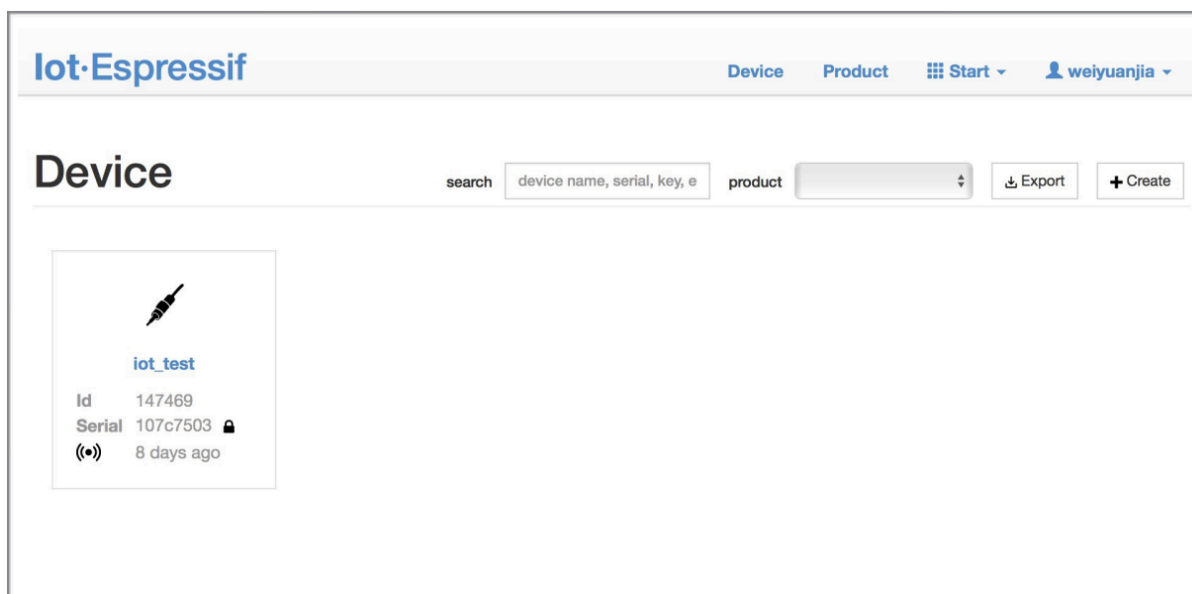 Iot·Espressif
Device Product Start weiyuanjia
Device
search device name, serial, key, e product Export Create
iot_test
Id 147469
Serial 107c7503
8 days ago